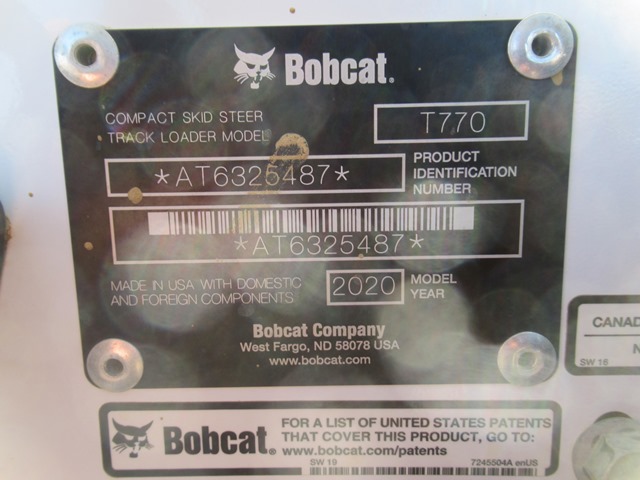 Bobcat.
COMPACT SKID STEER
TRACK LOADER MODEL
T770
*AT6325487*
PRODUCT
IDENTIFICATION
NUMBER
*AT6325487*
MADE IN USA WITH DOMESTIC
AND FOREIGN COMPONENTS
2020
MODEL
YEAR
Bobcat Company
West Fargo, ND 58078 USA
www.bobcat.com
CANAD
N
SW 16
Bobcat.
FOR A LIST OF UNITED STATES PATENTS
THAT COVER THIS PRODUCT, GO TO:
www.bobcat.com/patents
SW 19
7245504A enUS